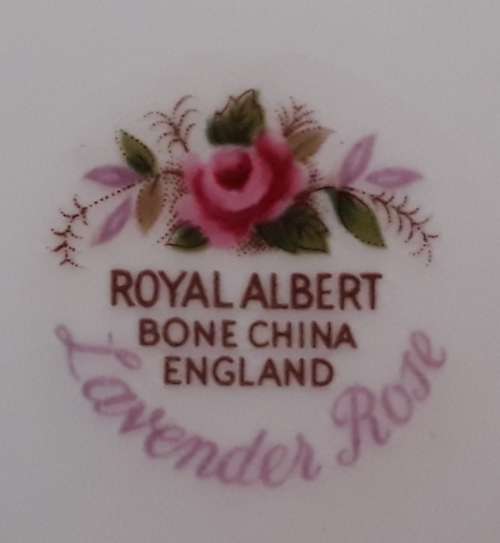 ROYAL ALBERT
BONE CHINA
ENGLAND
Lavender Rose